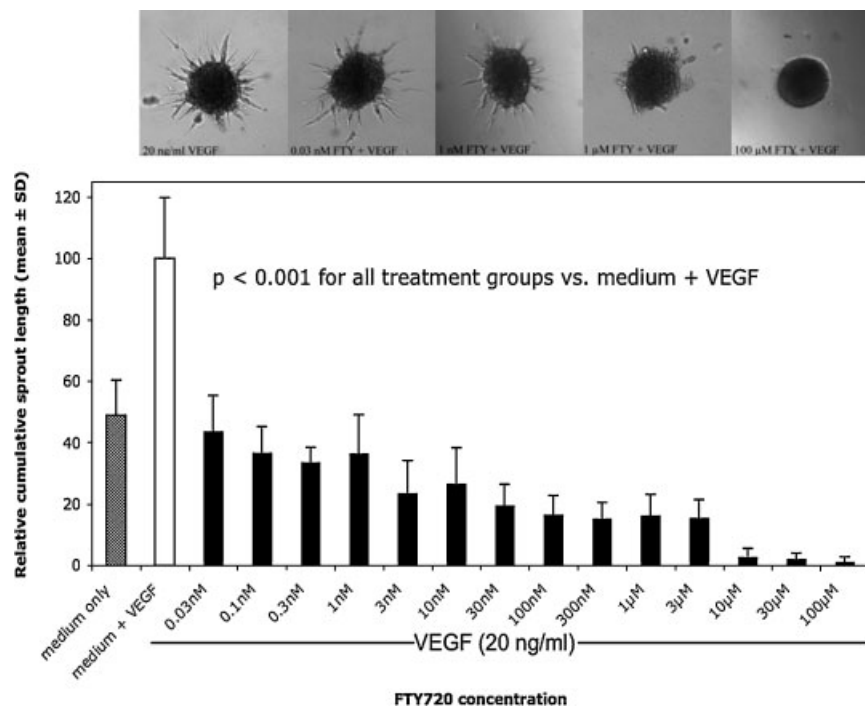 20 ng/ml VEGF
0.03 nM FTY + VEGF
1 nM FTY + VEGF
1 µM FTY + VEGF
100 µM FTY + VEGF
Relative cumulative sprout length (mean ± SD)
120
100
80
60
40
20
0
p < 0.001 for all treatment groups vs. medium + VEGF
medium only
medium + VEGF
0.03nM
0.1nM
0.3nM
1nM
3nM
10nM
30nM
100nM
300nM
1µM
3µM
10µM
30µM
100µM
VEGF (20 ng/ml)
FTY720 concentration